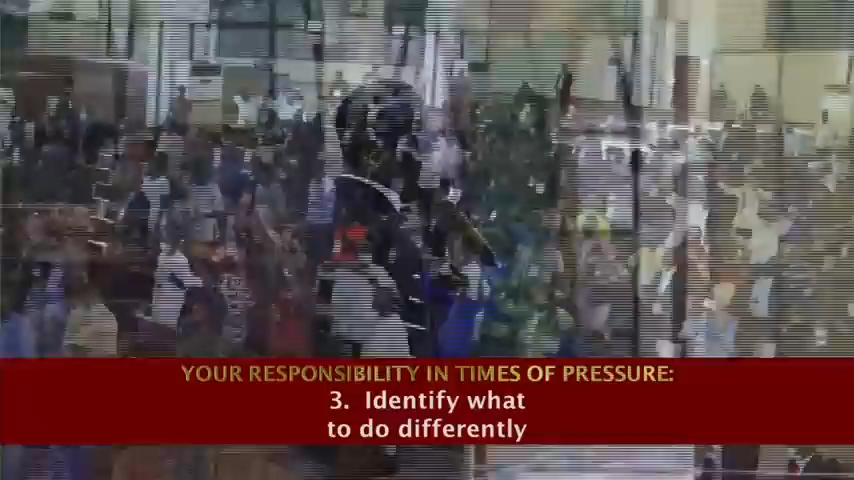 YOUR RESPONSIBILITY IN TIMES OF PRESSURE:
3. Identify what
to do differently